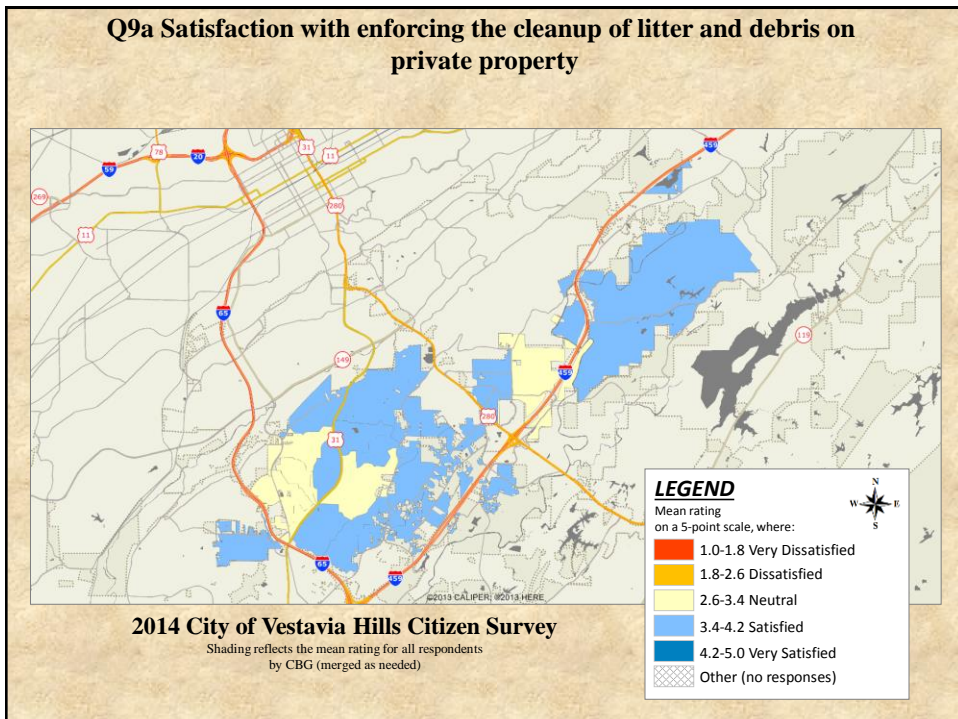 Q9a Satisfaction with enforcing the cleanup of litter and debris on
private property
459
31
78
11
20
59
269
280
11
65
119
149
459
280
31
65
459
©2013 CALIPER; ©2013 HERE
LEGEND
Mean rating
on a 5-point scale, where:
N
W E
S
1.0-1.8 Very Dissatisfied
1.8-2.6 Dissatisfied
2.6-3.4 Neutral
3.4-4.2 Satisfied
4.2-5.0 Very Satisfied
Other (no responses)
2014 City of Vestavia Hills Citizen Survey
Shading reflects the mean rating for all respondents
by CBG (merged as needed)